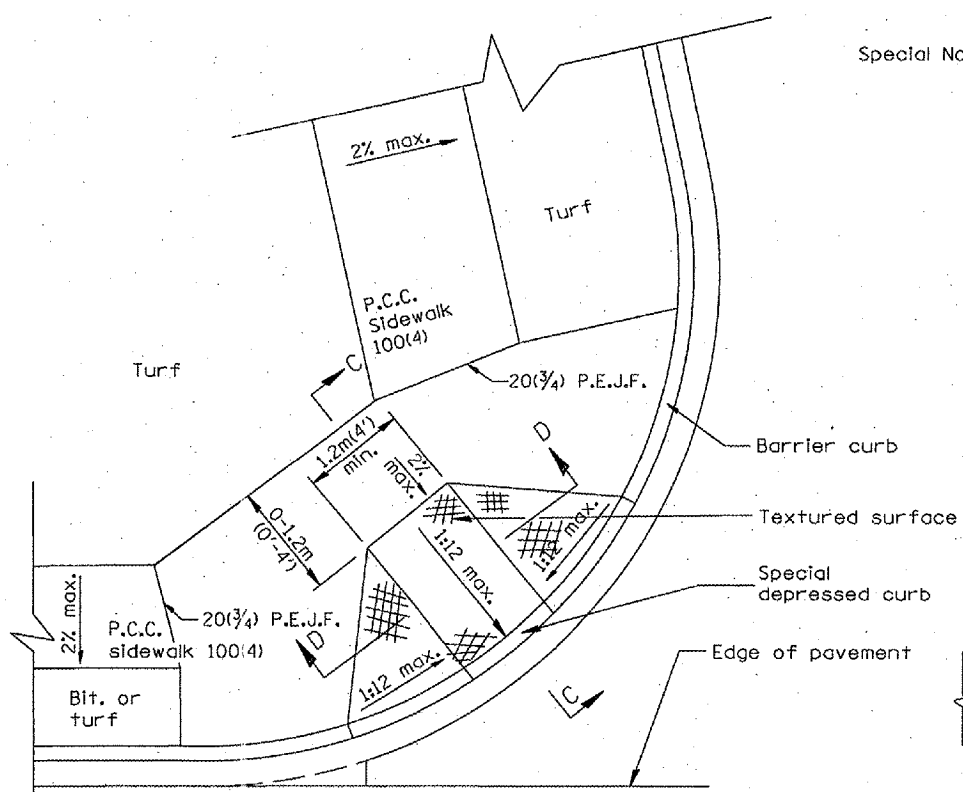 Special No
2% max.
Turf
P.C.C.
Sidewalk
100(4)
Turf
C
20(3/4) P.E.J.F.
1.2m(4')
min.
2%
max.
D
Barrier curb
0-1.2m
(0'-4')
Textured surface
1:12 max.
1:12 max.
Special
depressed curb
2% max.
P.C.C.
sidewalk 100(4)
20(3/4) P.E.J.F.
D
Edge of pavement
1:12 max.
Bit. or
turf
C